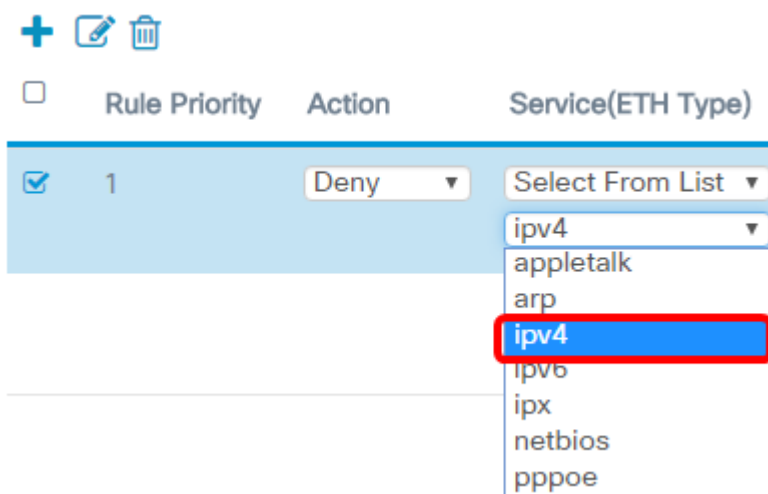 Rule Priority Action Service(ETH Type)
1 Deny Select From List
ipv4
appletalk
arp
ipv4
ipv6
ipx
netbios
pppoe